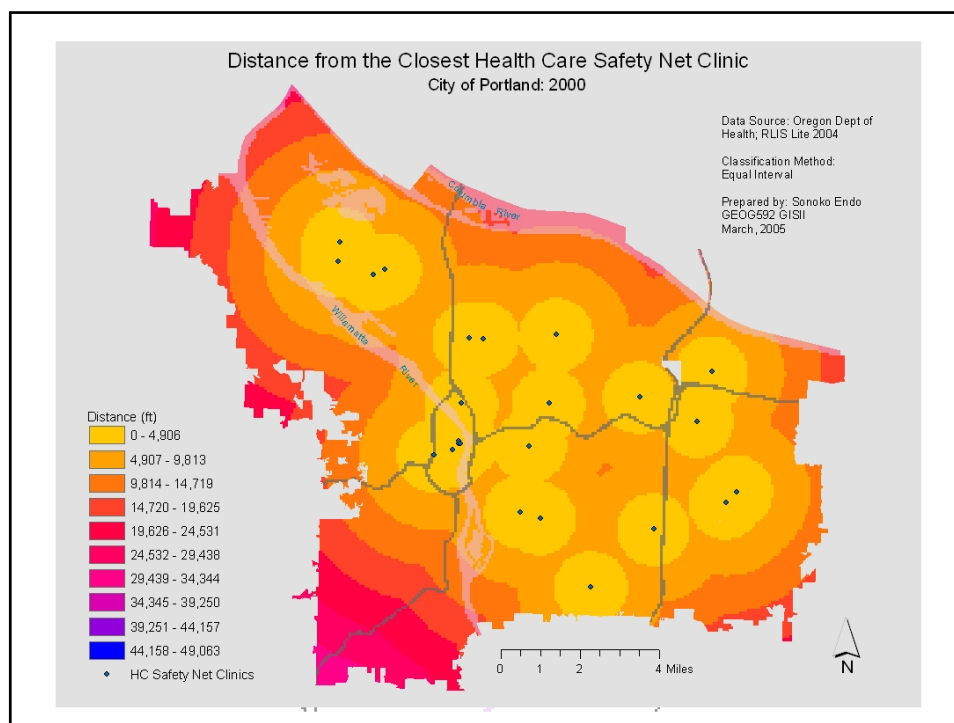 Distance from the Closest Health Care Safety Net Clinic
City of Portland: 2000
Data Source: Oregon Dept of
Health; RLIS Lite 2004
Classification Method:
Equal Interval
Prepared by: Sonoko Endo
GEOG592 GISII
March, 2005
Columbia River
Willamatta
River
Distance (ft)
0 - 4,906
4,907 - 9,813
9,814 - 14,719
14,720 - 19,625
19,626 - 24,531
24,532 - 29,438
29,439 - 34,344
34,345 - 39,250
39,251 - 44,157
44,158 - 49,063
HC Safety Net Clinics
0 0.5 1 2 3 4 Miles
N